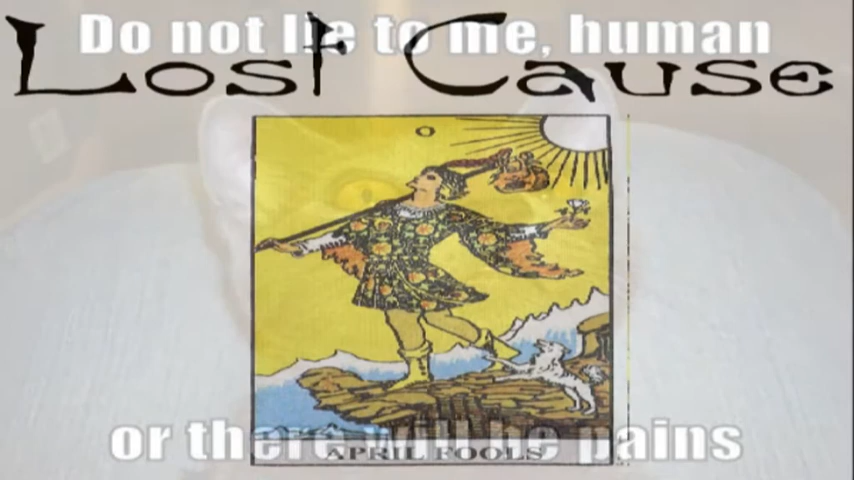 Do not lie to me, human
Lost Cause
0
or there will be pains
APRIL FOOLS